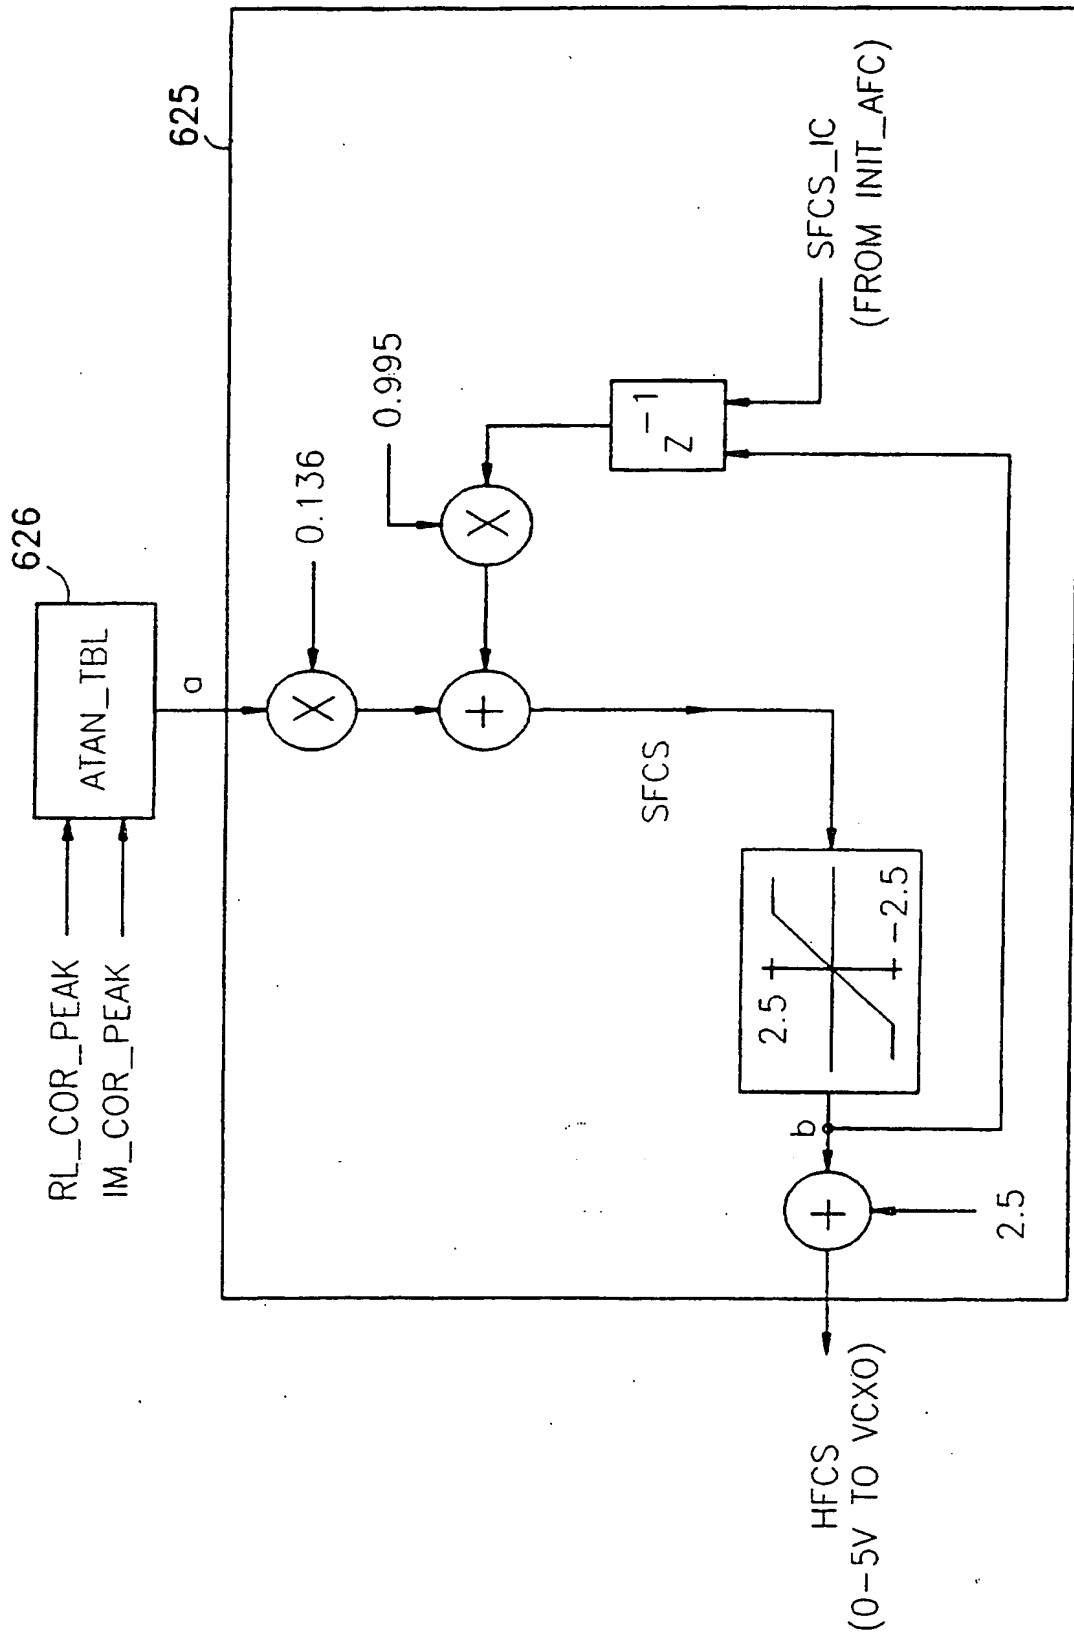 RL_COR_PEAK
IM_COR_PEAK
626
ATAN_TBL
a
625
0.136
0.995
X
X
+
Z-1
SFCS_IC
(FROM INIT_AFC)
SFCS
2.5
-2.5
b
+
2.5
HFCS
(0-5V TO VCXO)